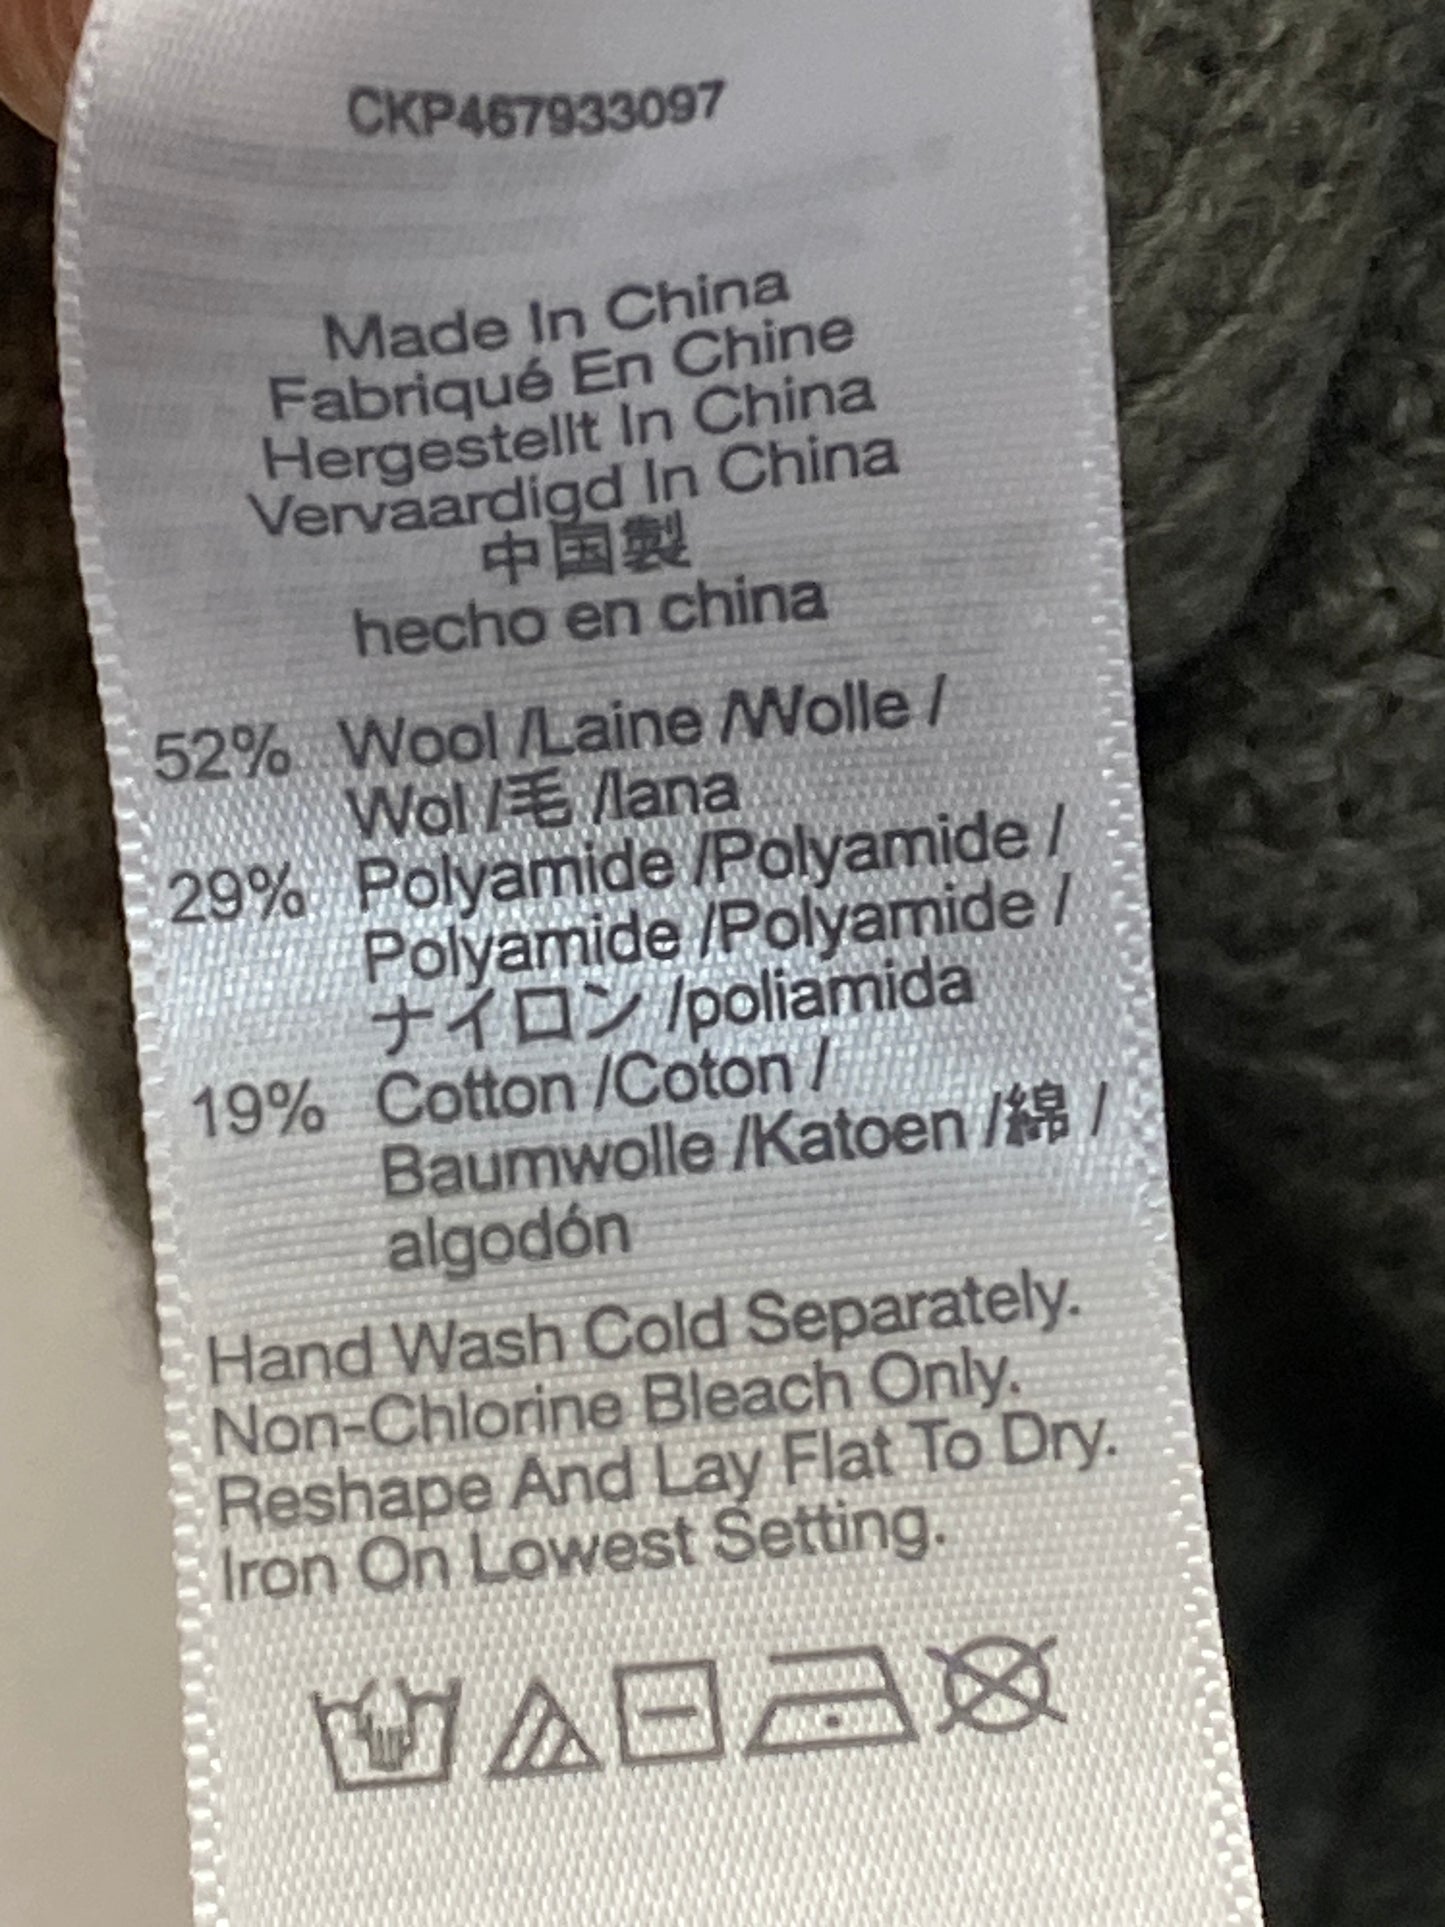 CKP467933097
Made In China
Fabriqué En Chine
Hergestellt In China
Vervaardigd In China
中国製
hecho en china
52% Wool /Laine /Wolle /
Wol /毛 /lana
29% Polyamide /Polyamide /
Polyamide /Polyamide /
ナイロン /poliamida
19% Cotton /Coton /
Baumwolle /Katoen /綿 /
algodón
Hand Wash Cold Separately.
Non-Chlorine Bleach Only.
Reshape And Lay Flat To Dry.
Iron On Lowest Setting.